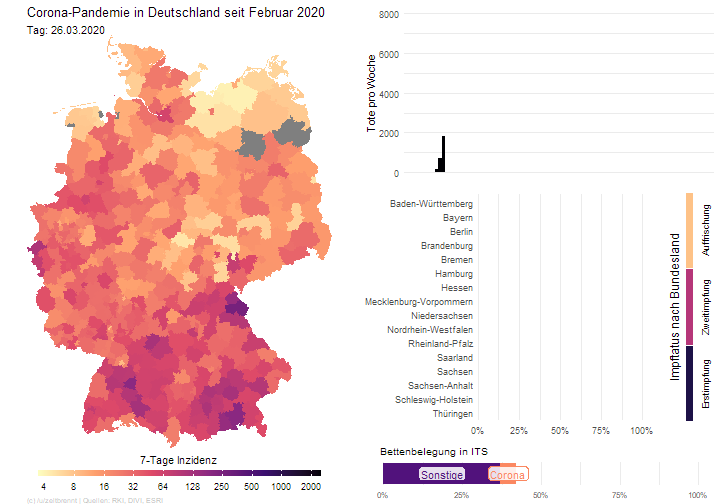 Corona-Pandemie in Deutschland seit Februar 2020
Tag: 26.03.2020
7-Tage Inzidenz
4 8 16 32 64 128 250 500 1000 2000
Quellen: RKI, DIVI, ESRI
Tote pro Woche
8000
6000
4000
2000
0
Baden-Württemberg
Bayern
Berlin
Brandenburg
Bremen
Hamburg
Hessen
Mecklenburg-Vorpommern
Niedersachsen
Nordrhein-Westfalen
Rheinland-Pfalz
Saarland
Sachsen
Sachsen-Anhalt
Schleswig-Holstein
Thüringen
0% 20% 40% 60% 80% 100%
Impfstatus nach Bundesland
Auffrischung
Zweitimpfung
Erstimpfung
Bettenbelegung in ITS
Sonstige
Corona
0% 25% 50% 75% 100%